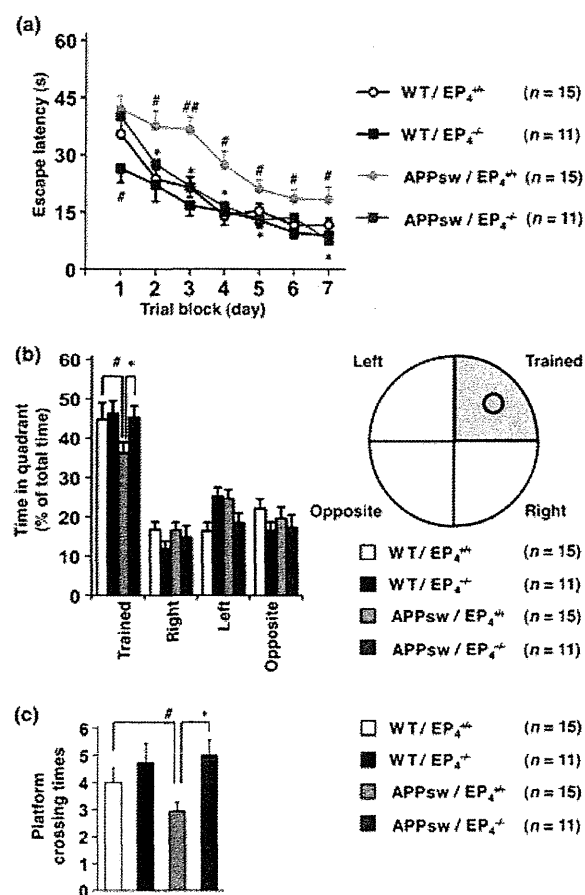 (a)
60
45
30
15
0
Escape latency (s)
# ## # # # #
#
* * * * *
1 2 3 4 5 6 7
Trial block (day)
WT / EP4+/+ (n = 15)
WT / EP4-/- (n = 11)
APPsw / EP4+/+ (n = 15)
APPsw / EP4-/- (n = 11)
(b)
60
50
40
30
20
10
0
Time in quadrant
(% of total time)
# *
Trained
Right
Left
Opposite
Left Trained
Opposite Right
WT / EP4+/+ (n = 15)
WT / EP4-/- (n = 11)
APPsw / EP4+/+ (n = 15)
APPsw / EP4-/- (n = 11)
(c)
6
5
4
3
2
1
0
Platform
crossing times
# *
WT / EP4+/+ (n = 15)
WT / EP4-/- (n = 11)
APPsw / EP4+/+ (n = 15)
APPsw / EP4-/- (n = 11)